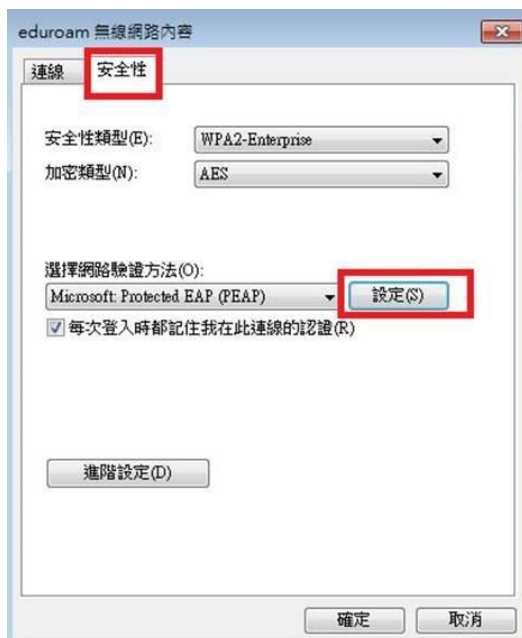 eduroam 無線網路內容
連線 安全性
安全性類型(E): WPA2-Enterprise
加密類型(N): AES
選擇網路驗證方法(O):
Microsoft: Protected EAP (PEAP) 設定(S)
每次登入時都記住我在此連線的認證(R)
進階設定(D)
確定 取消